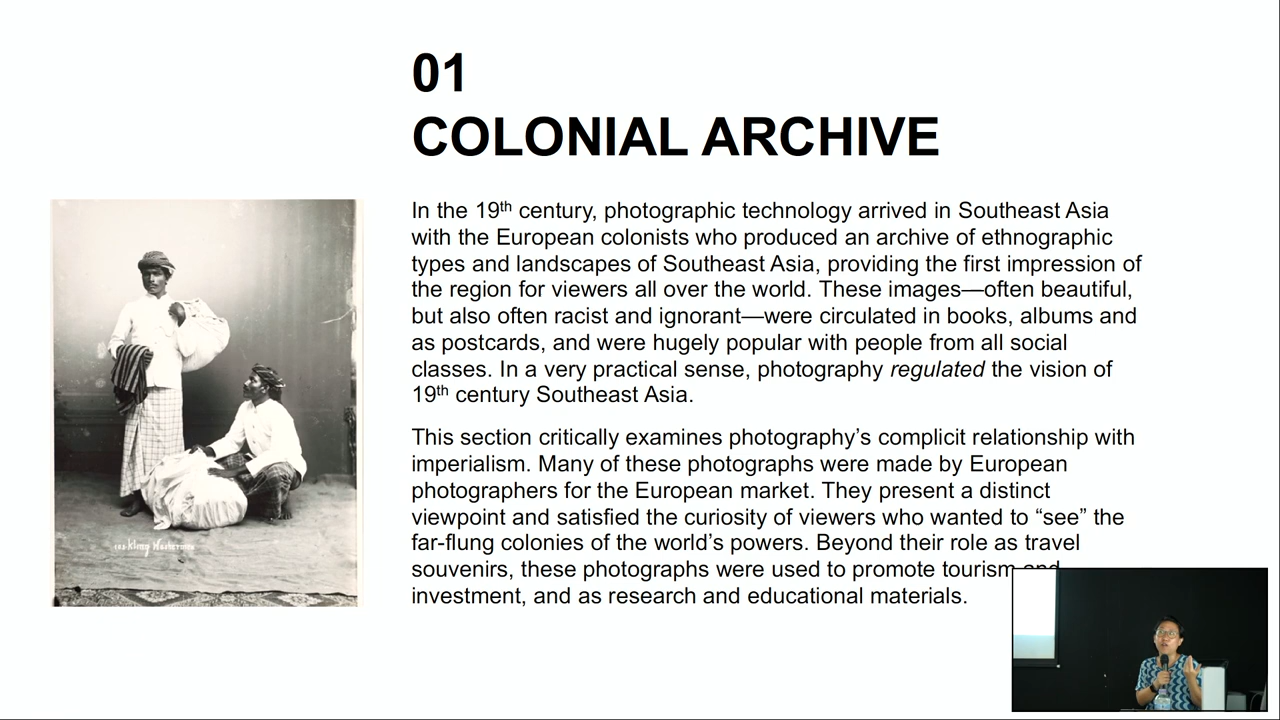 01
COLONIAL ARCHIVE
In the 19th century, photographic technology arrived in Southeast Asia
with the European colonists who produced an archive of ethnographic
types and landscapes of Southeast Asia, providing the first impression of
the region for viewers all over the world. These images—often beautiful,
but also often racist and ignorant—were circulated in books, albums and
as postcards, and were hugely popular with people from all social
classes. In a very practical sense, photography regulated the vision of
19th century Southeast Asia.
This section critically examines photography’s complicit relationship with
imperialism. Many of these photographs were made by European
photographers for the European market. They present a distinct
viewpoint and satisfied the curiosity of viewers who wanted to “see” the
far-flung colonies of the world’s powers. Beyond their role as travel
souvenirs, these photographs were used to promote tourism and
investment, and as research and educational materials.
Kling